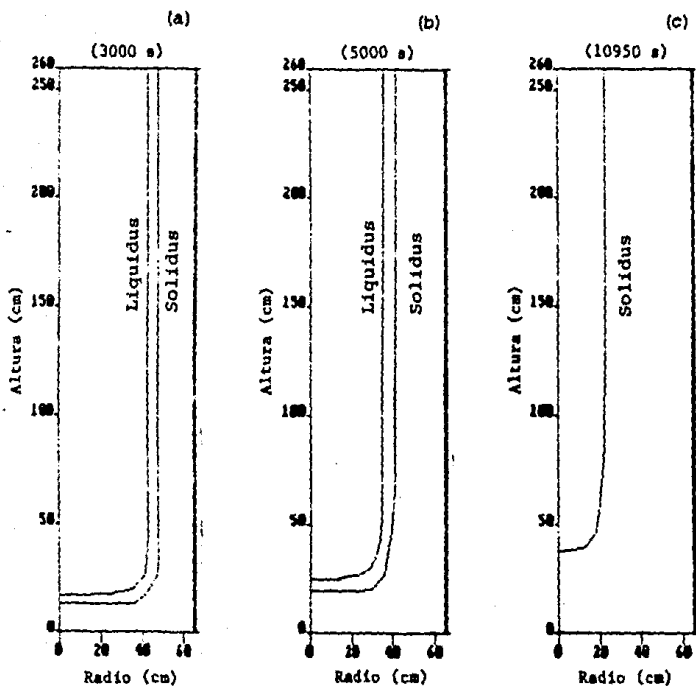 (a)
(3000 s)
260
250
200
150
100
50
0
Altura (cm)
Liquidus
Solidus
0 20 40 60
Radio (cm)
(b)
(5000 s)
260
250
200
150
100
50
0
Altura (cm)
Liquidus
Solidus
0 20 40 60
Radio (cm)
(c)
(10950 s)
260
250
200
150
100
50
0
Altura (cm)
Solidus
0 20 40 60
Radio (cm)